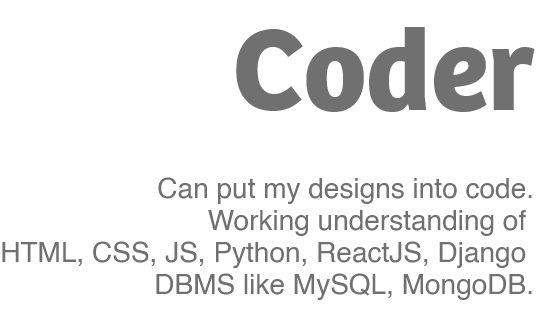 Coder
Can put my designs into code.
Working understanding of
HTML, CSS, JS, Python, ReactJS, Django
DBMS like MySQL, MongoDB.